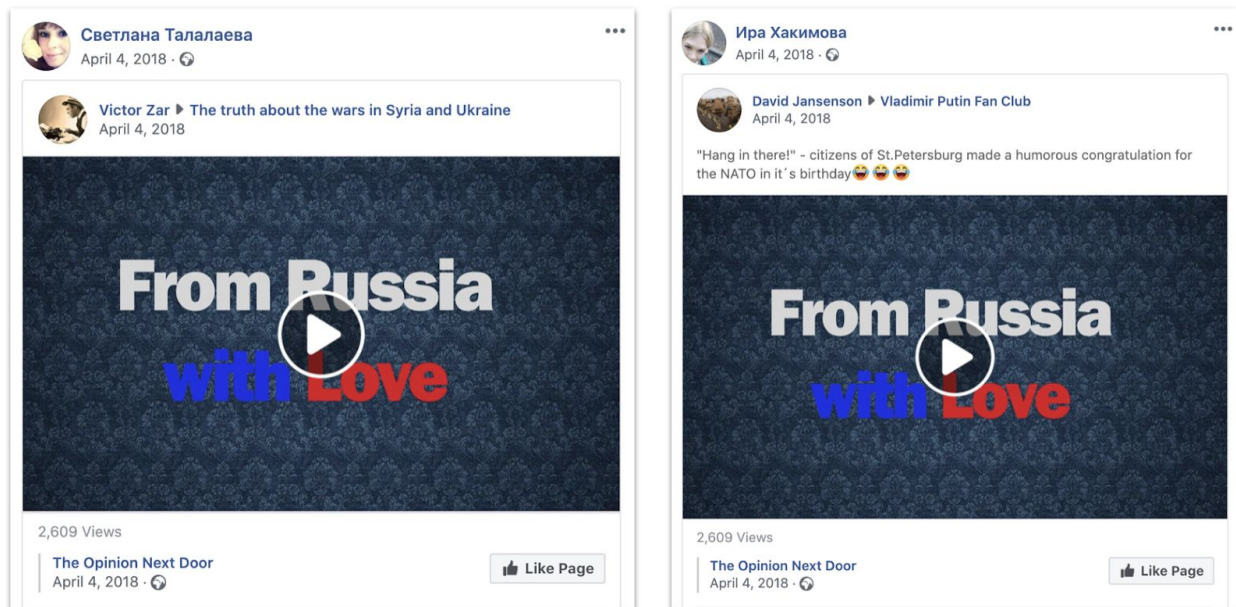 Светлана Талалаева
April 4, 2018 ·
Victor Zar ▶ The truth about the wars in Syria and Ukraine
April 4, 2018
From Russia
with Love
2,609 Views
The Opinion Next Door
April 4, 2018 ·
Like Page
Ира Хакимова
April 4, 2018 ·
David Jansenson ▶ Vladimir Putin Fan Club
April 4, 2018
"Hang in there!" - citizens of St.Petersburg made a humorous congratulation for
the NATO in it´s birthday😂 😂 😂
From Russia
with Love
2,609 Views
The Opinion Next Door
April 4, 2018 ·
Like Page